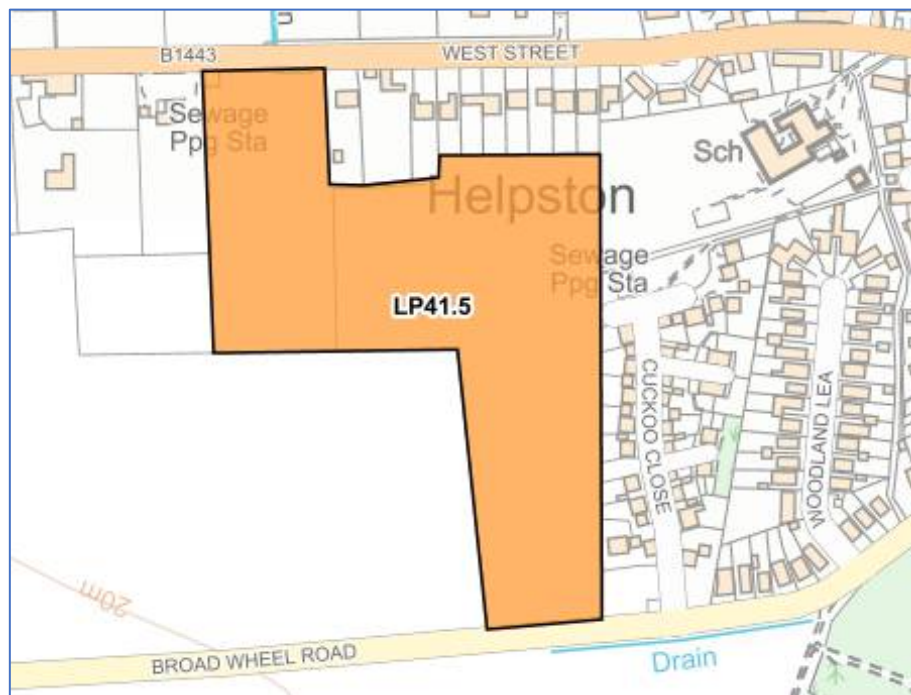 B1443
WEST STREET
Sewage
Ppg Sta
Sch
Helpston
Sewage
Ppg Sta
LP41.5
CUCKOO CLOSE
WOODLAND LEA
20m
BROAD WHEEL ROAD
Drain